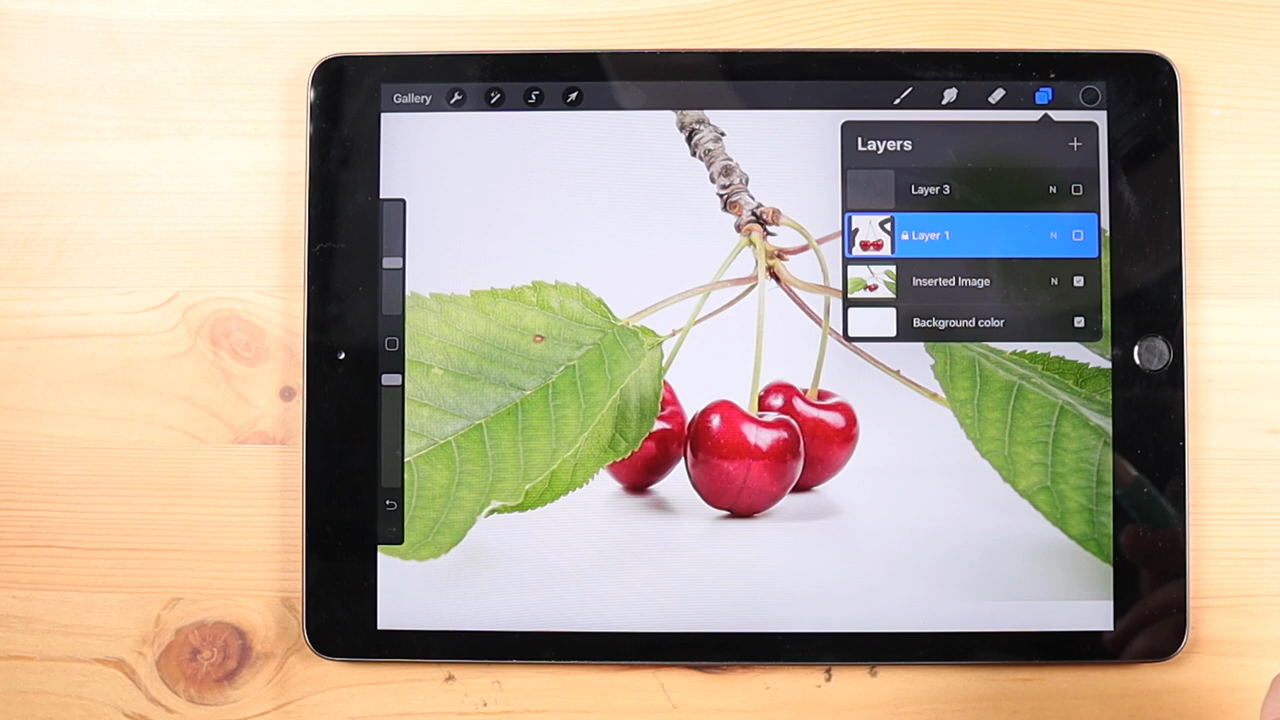 Gallery
Layers
Layer 3 N
Layer 1 N
Inserted Image N
Background color